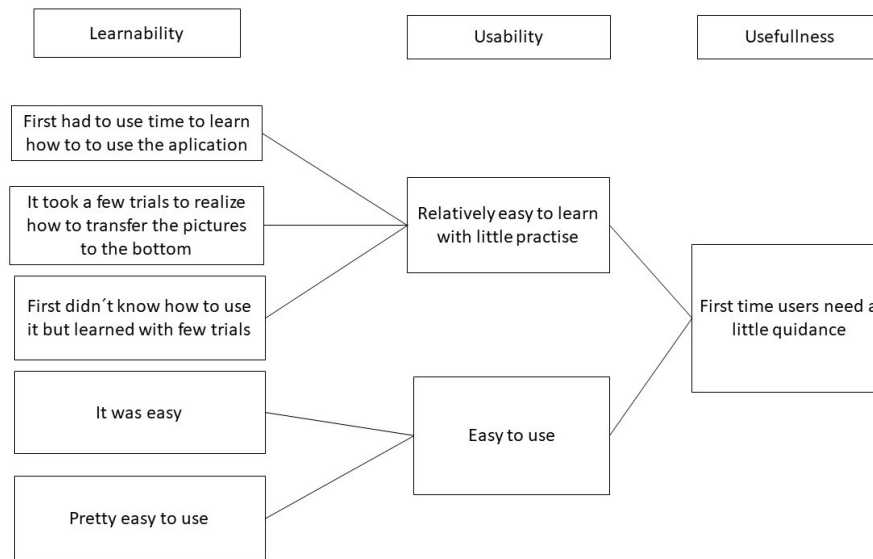 Learnability
Usability
Usefullness
First had to use time to learn
how to to use the aplication
It took a few trials to realize
how to transfer the pictures
to the bottom
First didn´t know how to use
it but learned with few trials
It was easy
Pretty easy to use
Relatively easy to learn
with little practise
Easy to use
First time users need a
little quidance